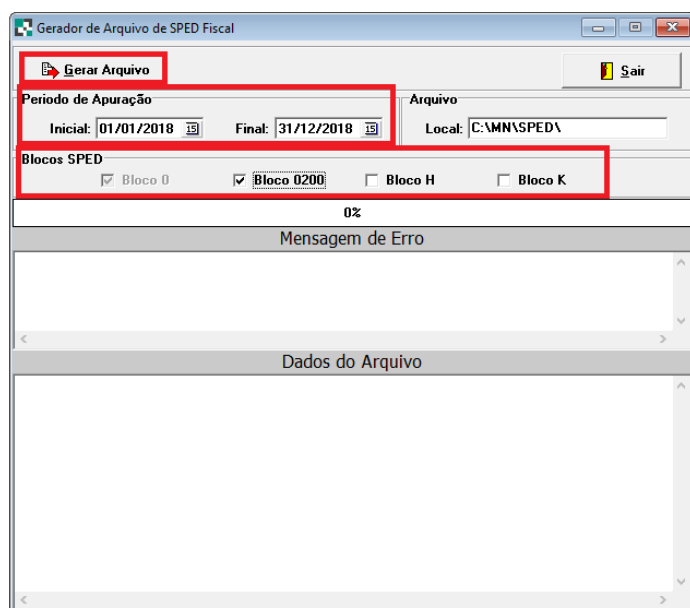 Gerador de Arquivo de SPED Fiscal
Gerar Arquivo
Sair
Periodo de Apuração
Arquivo
Inicial: 01/01/2018 15 Final: 31/12/2018 15
Local: C:\MN\SPED\
Blocos SPED
Bloco 0 Bloco 0200 Bloco H Bloco K
0%
Mensagem de Erro
Dados do Arquivo